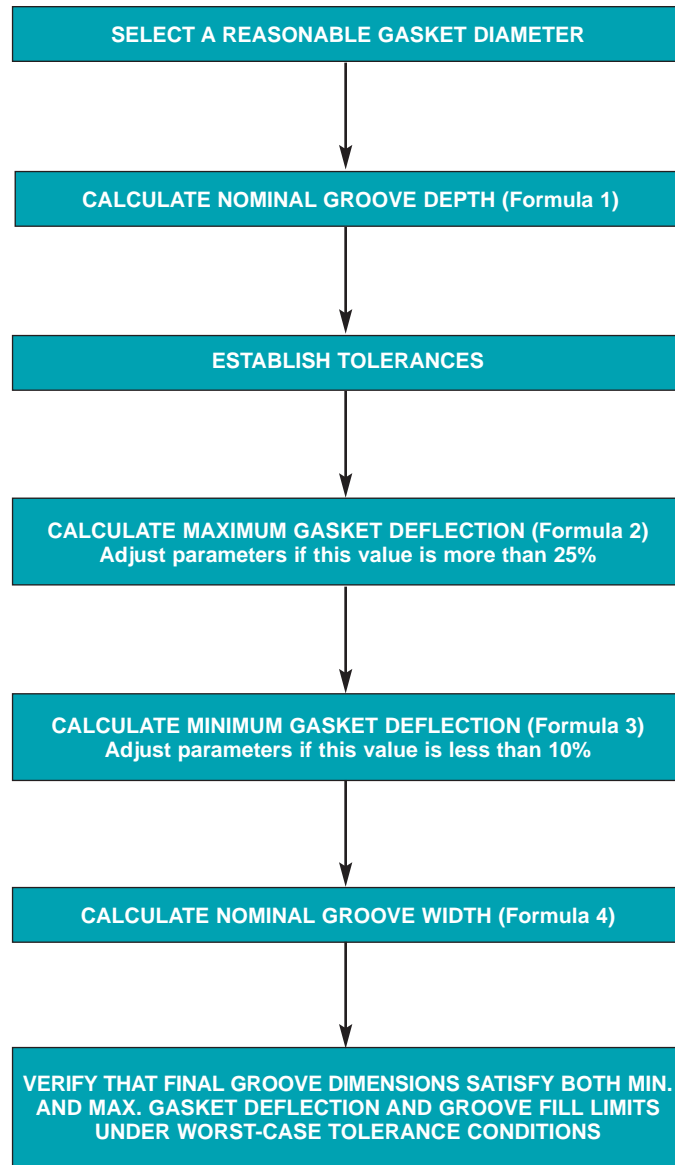 SELECT A REASONABLE GASKET DIAMETER
CALCULATE NOMINAL GROOVE DEPTH (Formula 1)
ESTABLISH TOLERANCES
CALCULATE MAXIMUM GASKET DEFLECTION (Formula 2)
Adjust parameters if this value is more than 25%
CALCULATE MINIMUM GASKET DEFLECTION (Formula 3)
Adjust parameters if this value is less than 10%
CALCULATE NOMINAL GROOVE WIDTH (Formula 4)
VERIFY THAT FINAL GROOVE DIMENSIONS SATISFY BOTH MIN.
AND MAX. GASKET DEFLECTION AND GROOVE FILL LIMITS
UNDER WORST-CASE TOLERANCE CONDITIONS